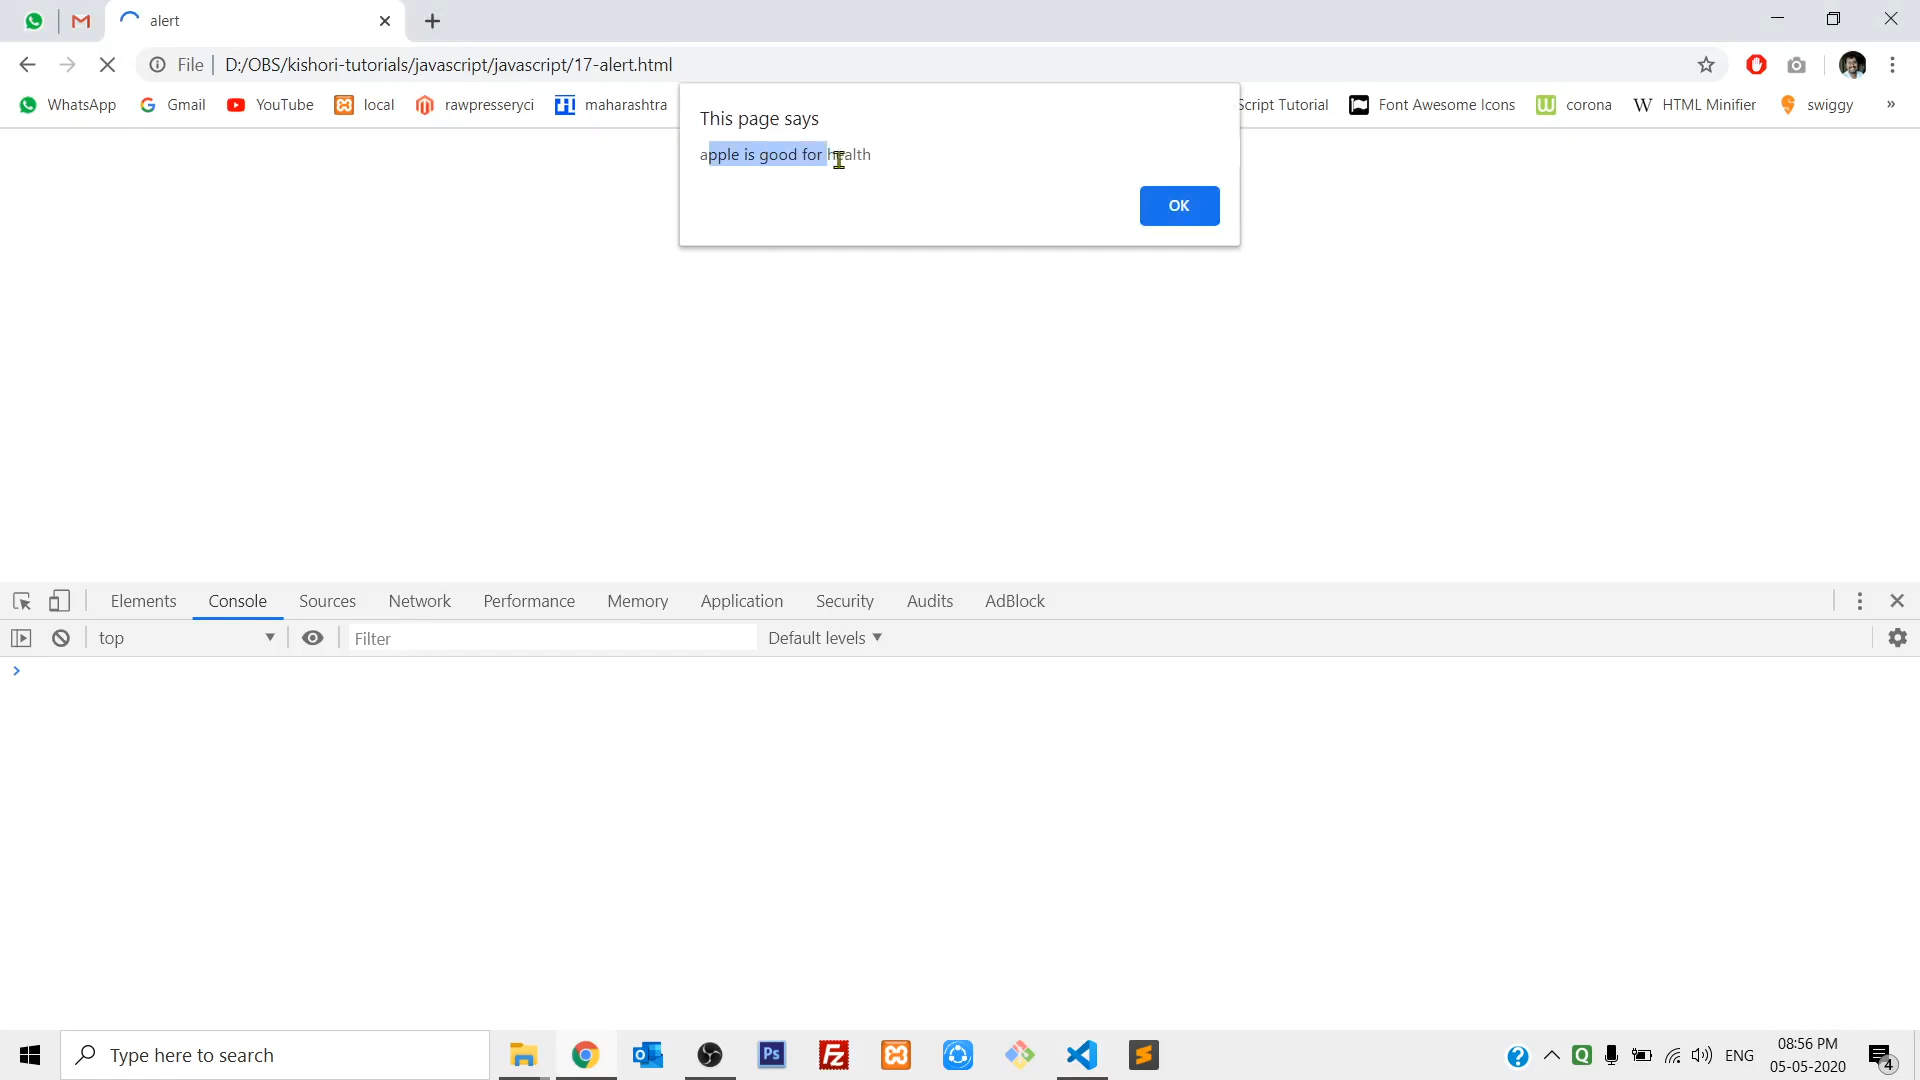 alert
File
D:/OBS/kishori-tutorials/javascript/javascript/17-alert.html
WhatsApp
Gmail
YouTube
local
rawpresseryci
maharashtra
Script Tutorial
Font Awesome Icons
corona
HTML Minifier
swiggy
»
This page says
apple is good for health
OK
Elements
Console
Sources
Network
Performance
Memory
Application
Security
Audits
AdBlock
top
Filter
Default levels
Type here to search
Ps
ENG
08:56 PM
05-05-2020
4